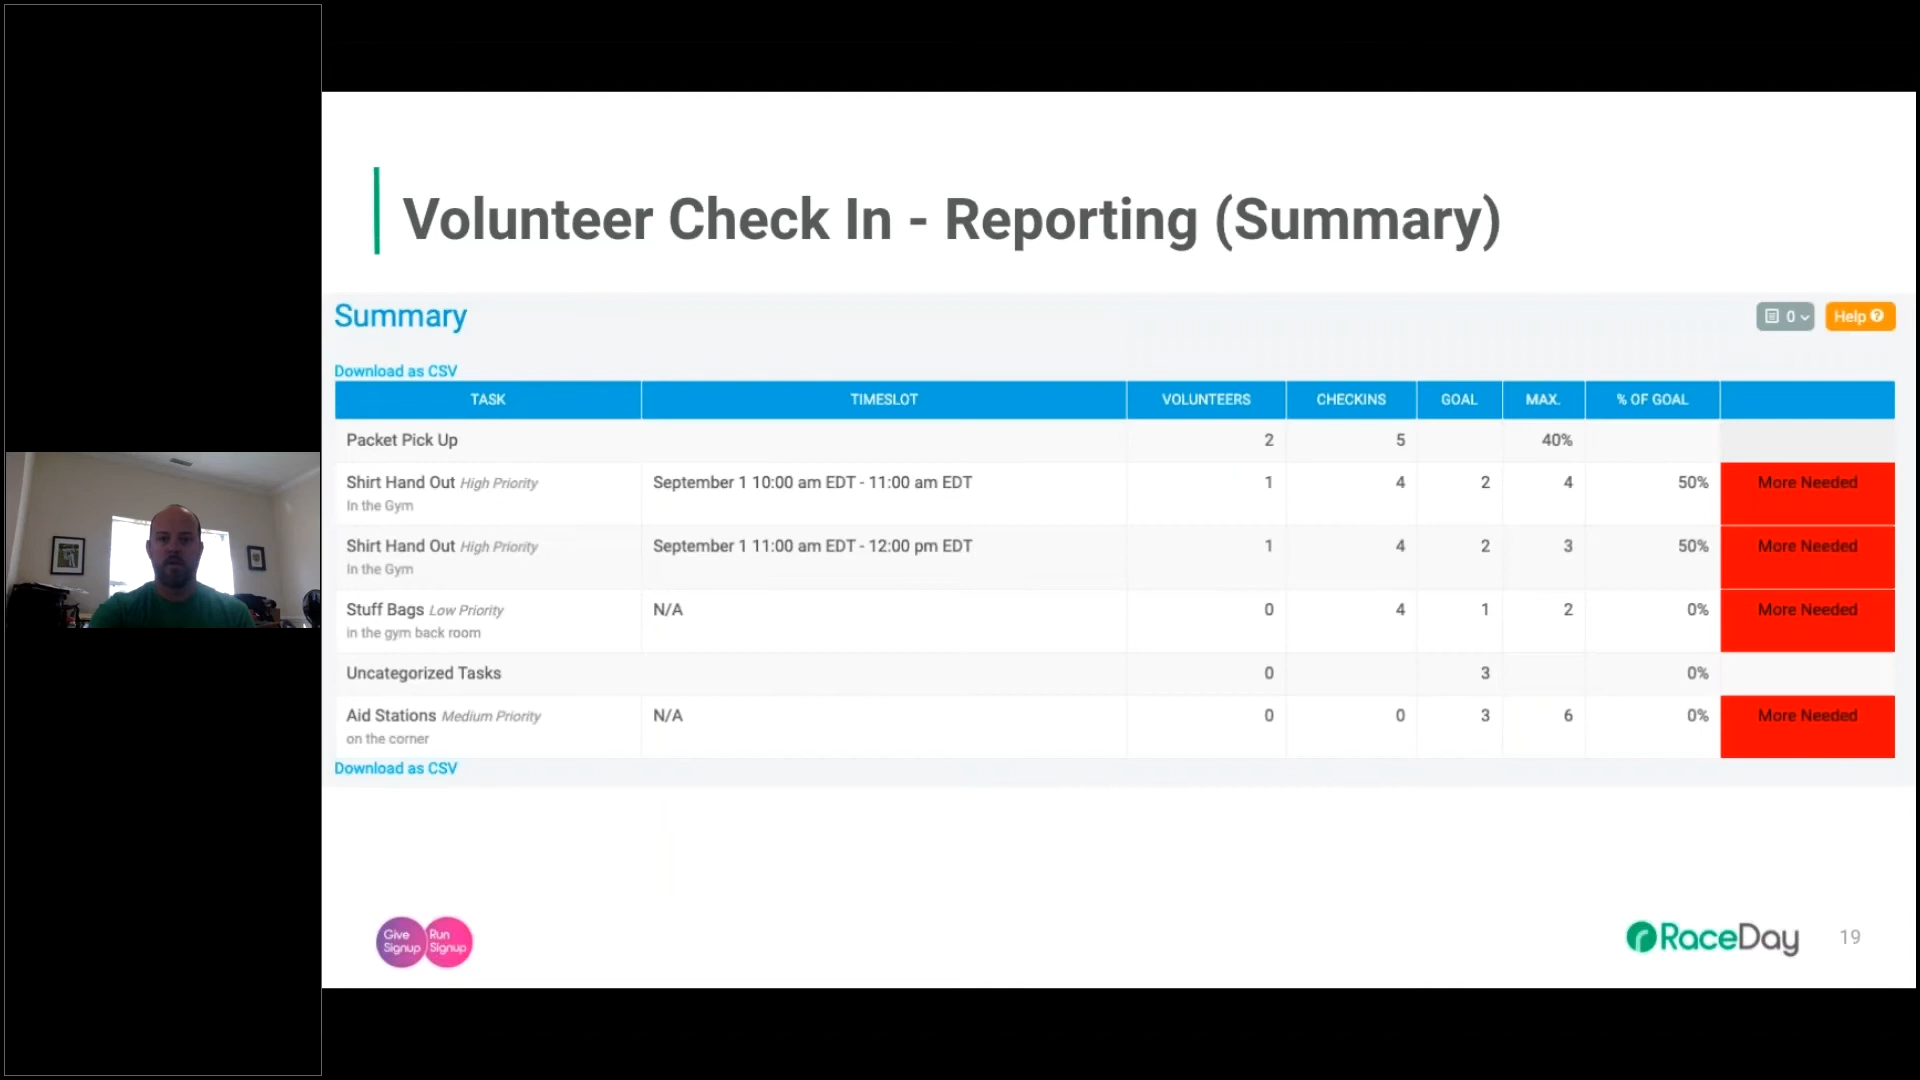 Volunteer Check In - Reporting (Summary)
Summary
0
Help
Download as CSV
TASK TIMESLOT VOLUNTEERS CHECKINS GOAL MAX. % OF GOAL
Packet Pick Up 2 5 40%
Shirt Hand Out High Priority September 1 10:00 am EDT - 11:00 am EDT 1 4 2 4 50% More Needed
In the Gym
Shirt Hand Out High Priority September 1 11:00 am EDT - 12:00 pm EDT 1 4 2 3 50% More Needed
In the Gym
Stuff Bags Low Priority N/A 0 4 1 2 0% More Needed
in the gym back room
Uncategorized Tasks 0 3 0%
Aid Stations Medium Priority N/A 0 0 3 6 0% More Needed
on the corner
Download as CSV
Give Signup
Run Signup
RaceDay
19